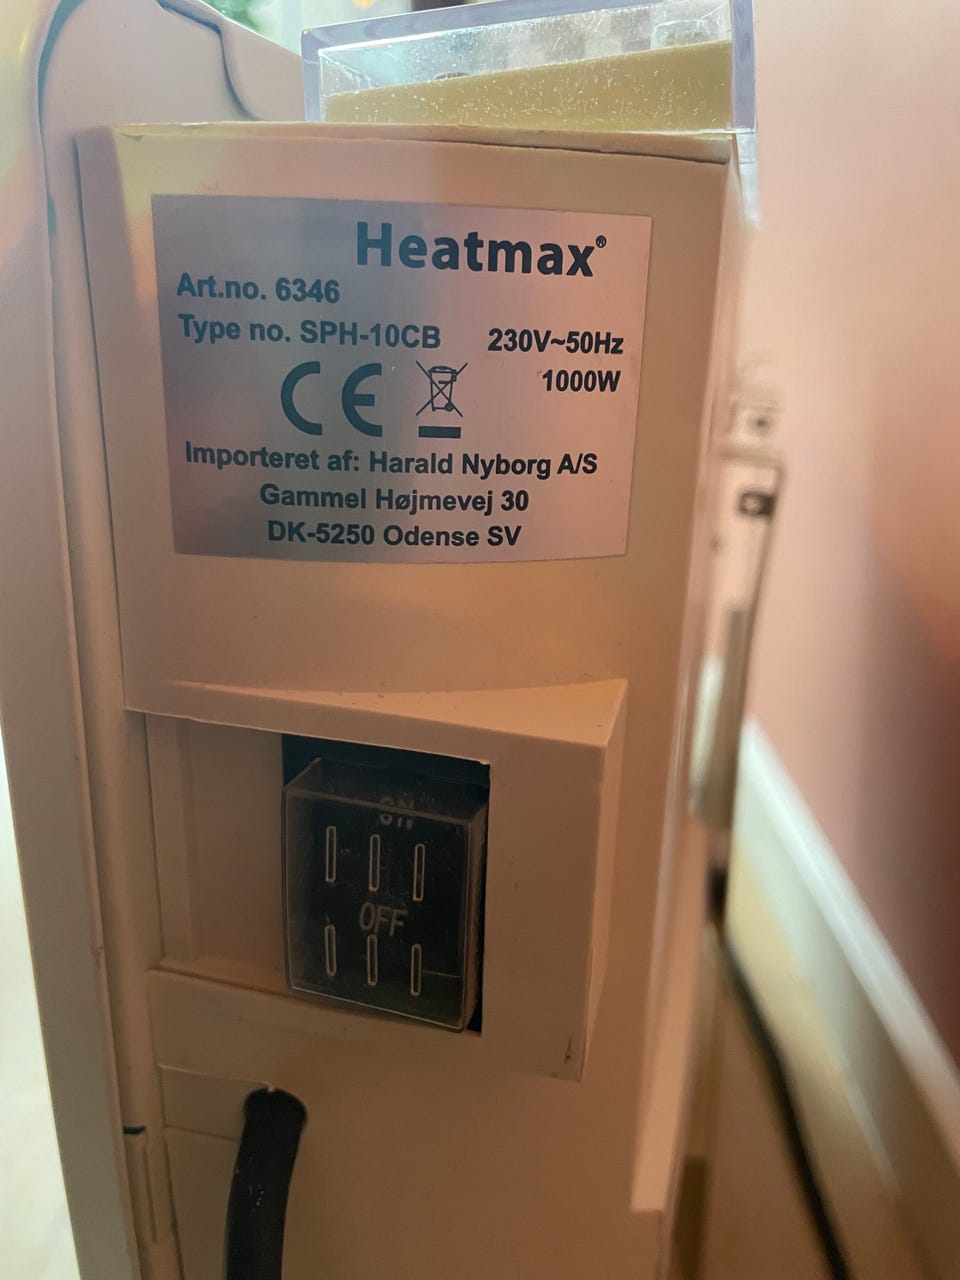 Heatmax®
Art.no. 6346
Type no. SPH-10CB 230V~50Hz
1000W
CE
Importeret af: Harald Nyborg A/S
Gammel Højmevej 30
DK-5250 Odense SV
ON
OFF